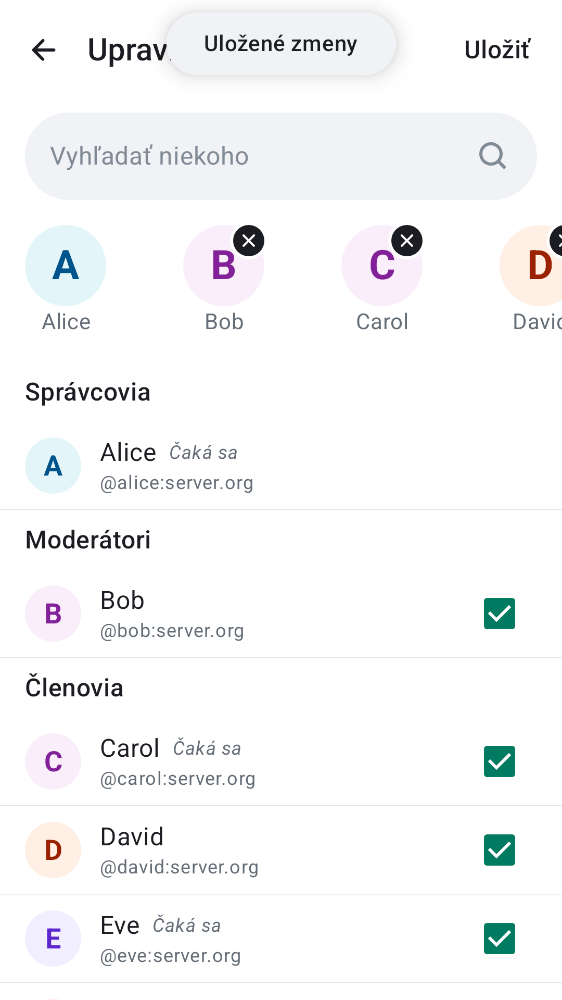 Uprav
Uložené zmeny
Uložiť
Vyhľadať niekoho
A
B
C
D
Alice
Bob
Carol
David
Správcovia
A
Alice Čaká sa
@alice:server.org
Moderátori
B
Bob
@bob:server.org
Členovia
C
Carol Čaká sa
@carol:server.org
D
David
@david:server.org
E
Eve Čaká sa
@eve:server.org